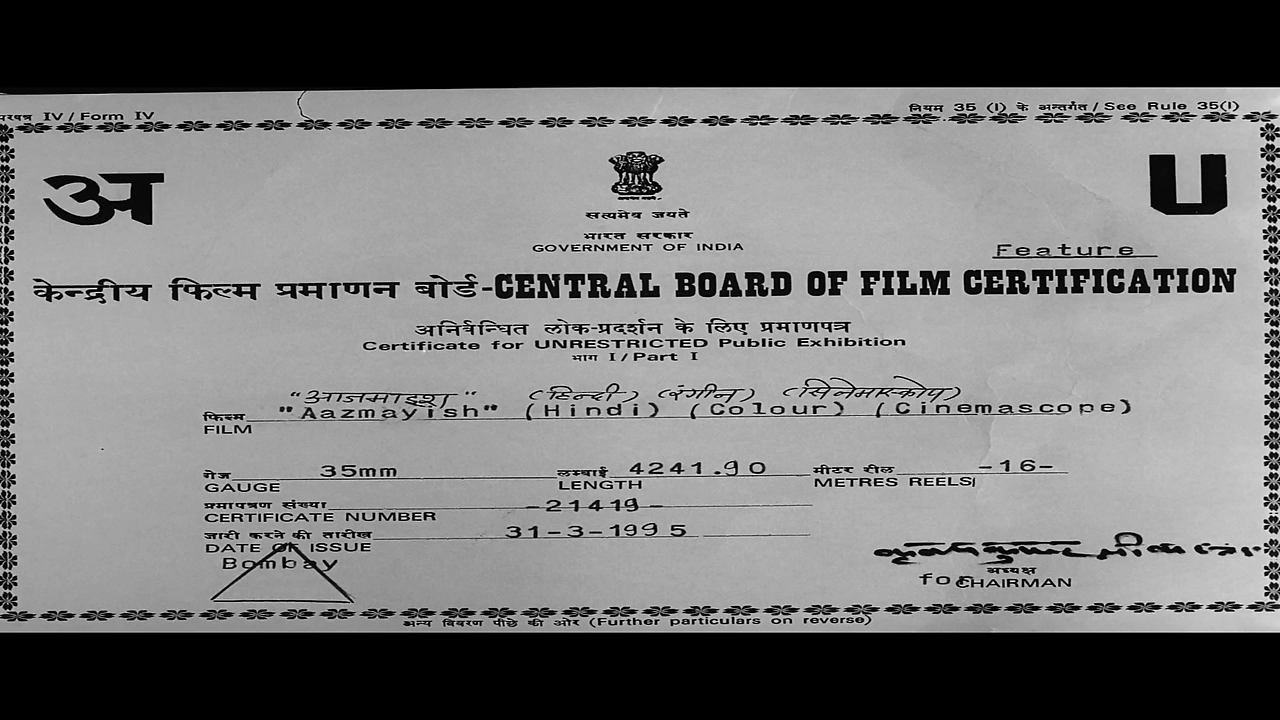 IV / Form IV
नियम 35 (I) के अन्तर्गत / See Rule 35(I)
अ
U
सत्यमेव जयते
भारत सरकार
GOVERNMENT OF INDIA
Feature
केन्द्रीय फिल्म प्रमाणन बोर्ड-CENTRAL BOARD OF FILM CERTIFICATION
अनिर्बन्धित लोक-प्रदर्शन के लिए प्रमाणपत्र
Certificate for UNRESTRICTED Public Exhibition
भाग I / Part I
"आजमाइश" (हिन्दी) (रंगीन) (सिनेमास्कोप)
फिल्म "Aazmayish" (Hindi) (Colour) (Cinemascope)
FILM
गेज 35mm लम्बाई 4241.90 मीटर रील -16-
GAUGE LENGTH METRES REELS
प्रमापत्रण संख्या -21419-
CERTIFICATE NUMBER
जारी करने की तारीख 31-3-1995
DATE OF ISSUE
Bombay
अध्यक्ष
for CHAIRMAN
अन्य विवरण पीछे की ओर (Further particulars on reverse)